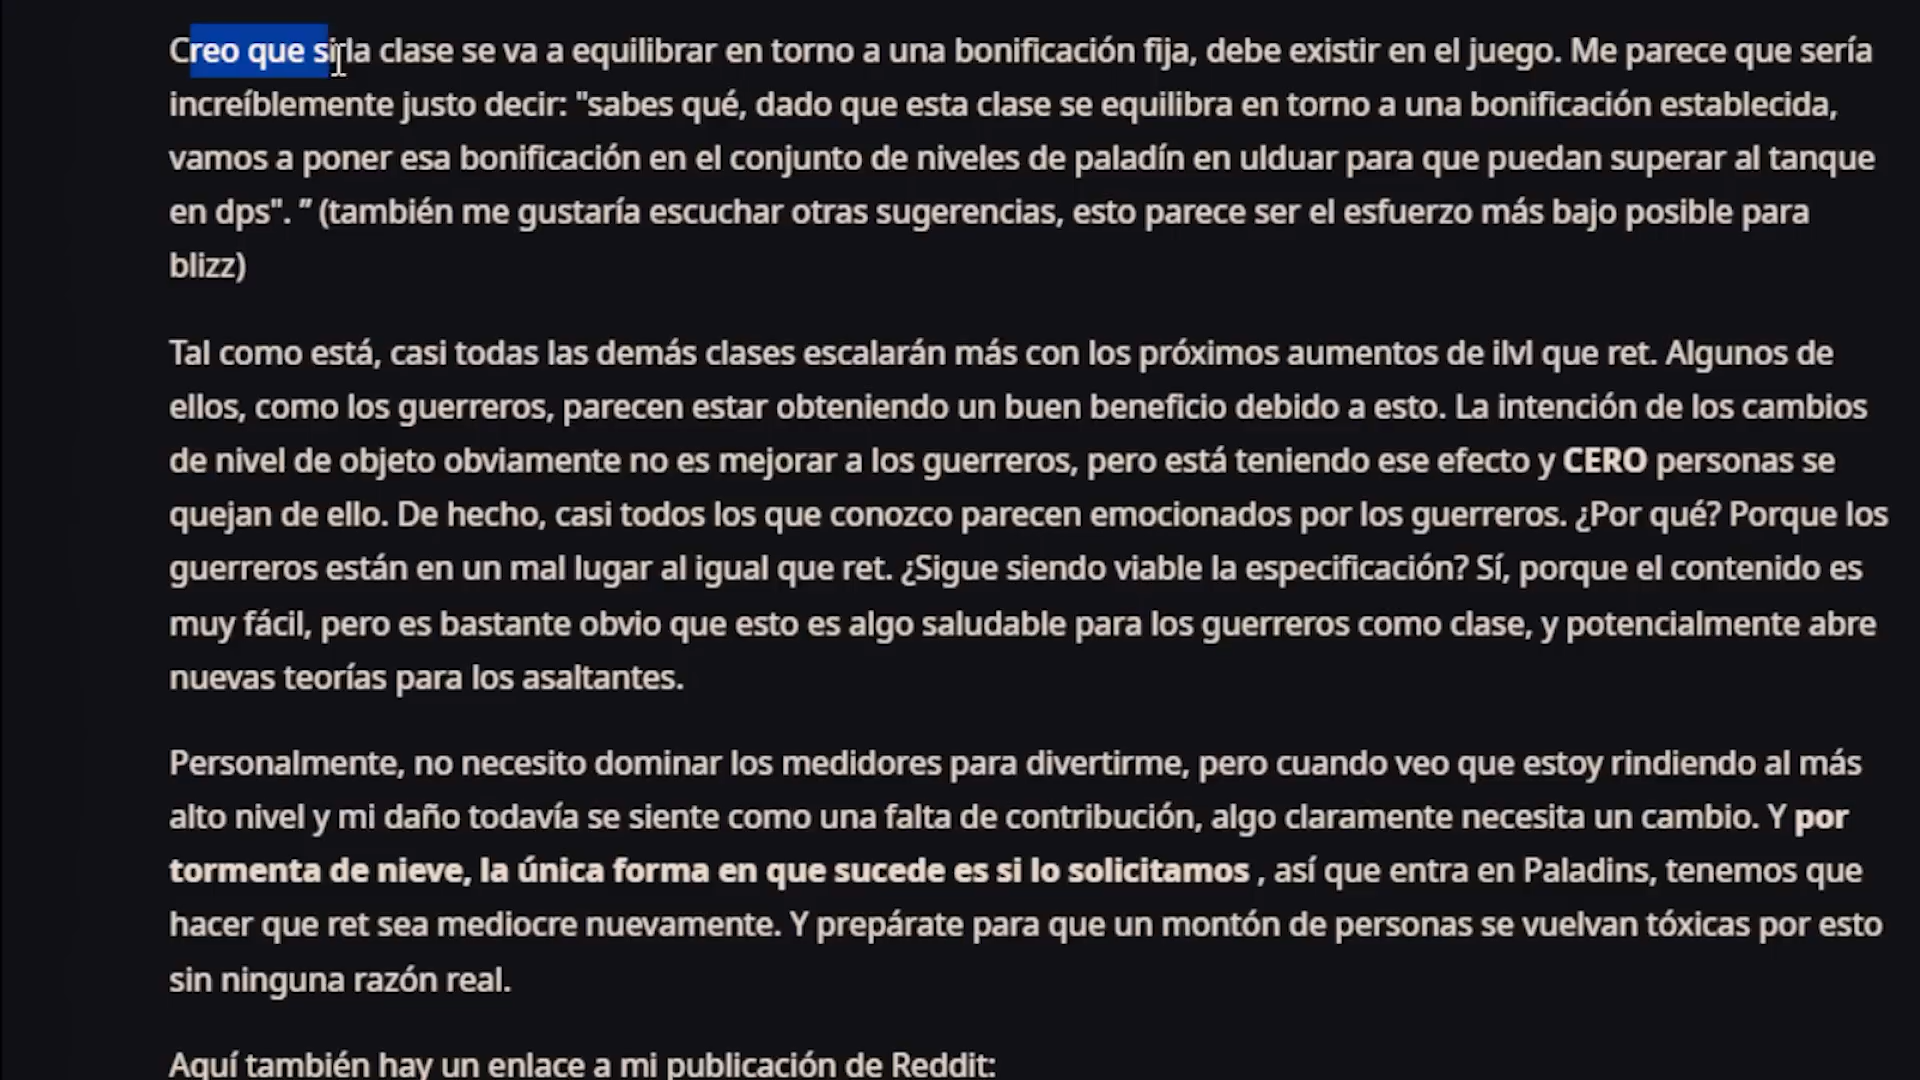 Creo que si la clase se va a equilibrar en torno a una bonificación fija, debe existir en el juego. Me parece que sería
increíblemente justo decir: "sabes qué, dado que esta clase se equilibra en torno a una bonificación establecida,
vamos a poner esa bonificación en el conjunto de niveles de paladín en ulduar para que puedan superar al tanque
en dps". ” (también me gustaría escuchar otras sugerencias, esto parece ser el esfuerzo más bajo posible para
blizz)
Tal como está, casi todas las demás clases escalarán más con los próximos aumentos de ilvl que ret. Algunos de
ellos, como los guerreros, parecen estar obteniendo un buen beneficio debido a esto. La intención de los cambios
de nivel de objeto obviamente no es mejorar a los guerreros, pero está teniendo ese efecto y CERO personas se
quejan de ello. De hecho, casi todos los que conozco parecen emocionados por los guerreros. ¿Por qué? Porque los
guerreros están en un mal lugar al igual que ret. ¿Sigue siendo viable la especificación? Sí, porque el contenido es
muy fácil, pero es bastante obvio que esto es algo saludable para los guerreros como clase, y potencialmente abre
nuevas teorías para los asaltantes.
Personalmente, no necesito dominar los medidores para divertirme, pero cuando veo que estoy rindiendo al más
alto nivel y mi daño todavía se siente como una falta de contribución, algo claramente necesita un cambio. Y por
tormenta de nieve, la única forma en que sucede es si lo solicitamos , así que entra en Paladins, tenemos que
hacer que ret sea mediocre nuevamente. Y prepárate para que un montón de personas se vuelvan tóxicas por esto
sin ninguna razón real.
Aquí también hay un enlace a mi publicación de Reddit: